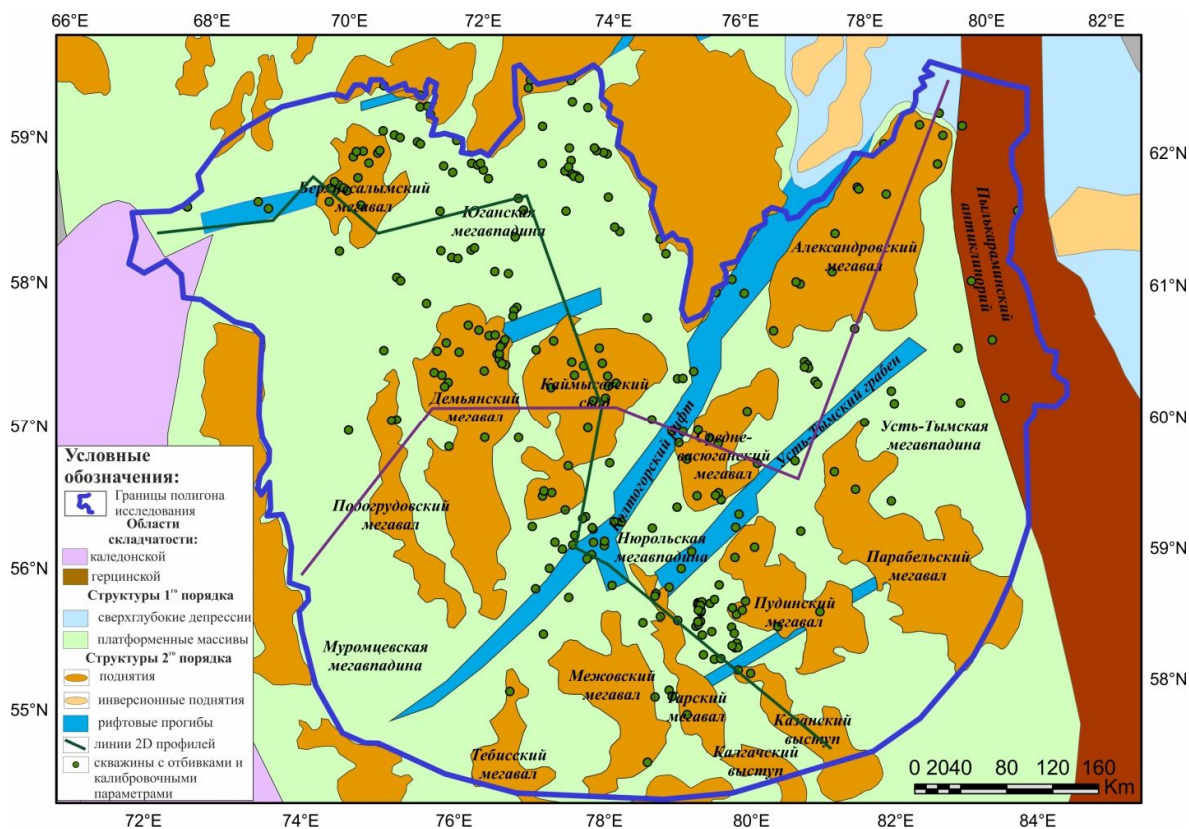 66°E 68°E 70°E 72°E 74°E 76°E 78°E 80°E 82°E
59°N
58°N
57°N
56°N
55°N
62°N
61°N
60°N
59°N
58°N
Верхнесалымский
мегавал
Юганская
мегавпадина
Александровский
мегавал
Пылькараминский
антиклинорий
Демьянский
мегавал
Каймысовский
свод
Колтогорский рифт
Средне-
васюганский
мегавал
Усть-Тымский грабен
Усть-Тымская
мегавпадина
Подогрудовский
мегавал
Нюрольская
мегавпадина
Парабельский
мегавал
Пудинский
мегавал
Муромцевская
мегавпадина
Межовский
мегавал
Тарский
мегавал
Казанский
выступ
Калгачский
выступ
Тебисский
мегавал
Условные
обозначения:
Границы полигона
исследования
Области
складчатости:
каледонской
герцинской
Структуры 1го порядка
сверхглубокие депрессии
платформенные массивы
Структуры 2го порядка
поднятия
инверсионные поднятия
рифтовые прогибы
линии 2D профилей
скважины с отбивками и
калибровочными
параметрами
0 20 40 80 120 160
Km
72°E 74°E 76°E 78°E 80°E 82°E 84°E